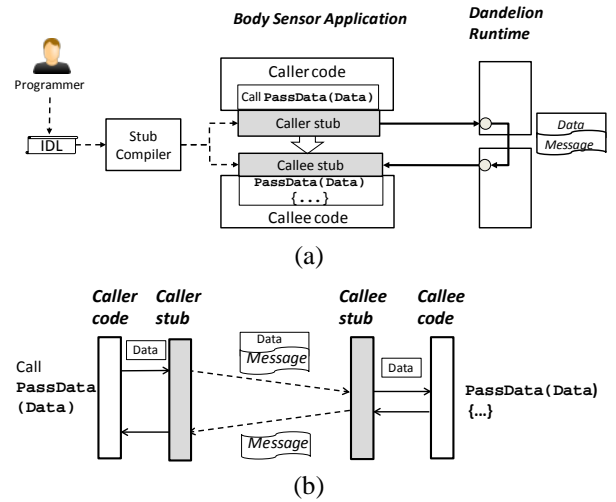 Body Sensor Application
Dandelion
Runtime
Programmer
IDL
Stub
Compiler
Caller code
Call PassData(Data)
Caller stub
Callee stub
PassData(Data)
{...}
Callee code
Data
Message
(a)
Caller
code
Caller
stub
Callee
stub
Callee
code
Call
PassData
(Data)
Data
Data
Message
Data
PassData(Data)
{...}
Message
(b)